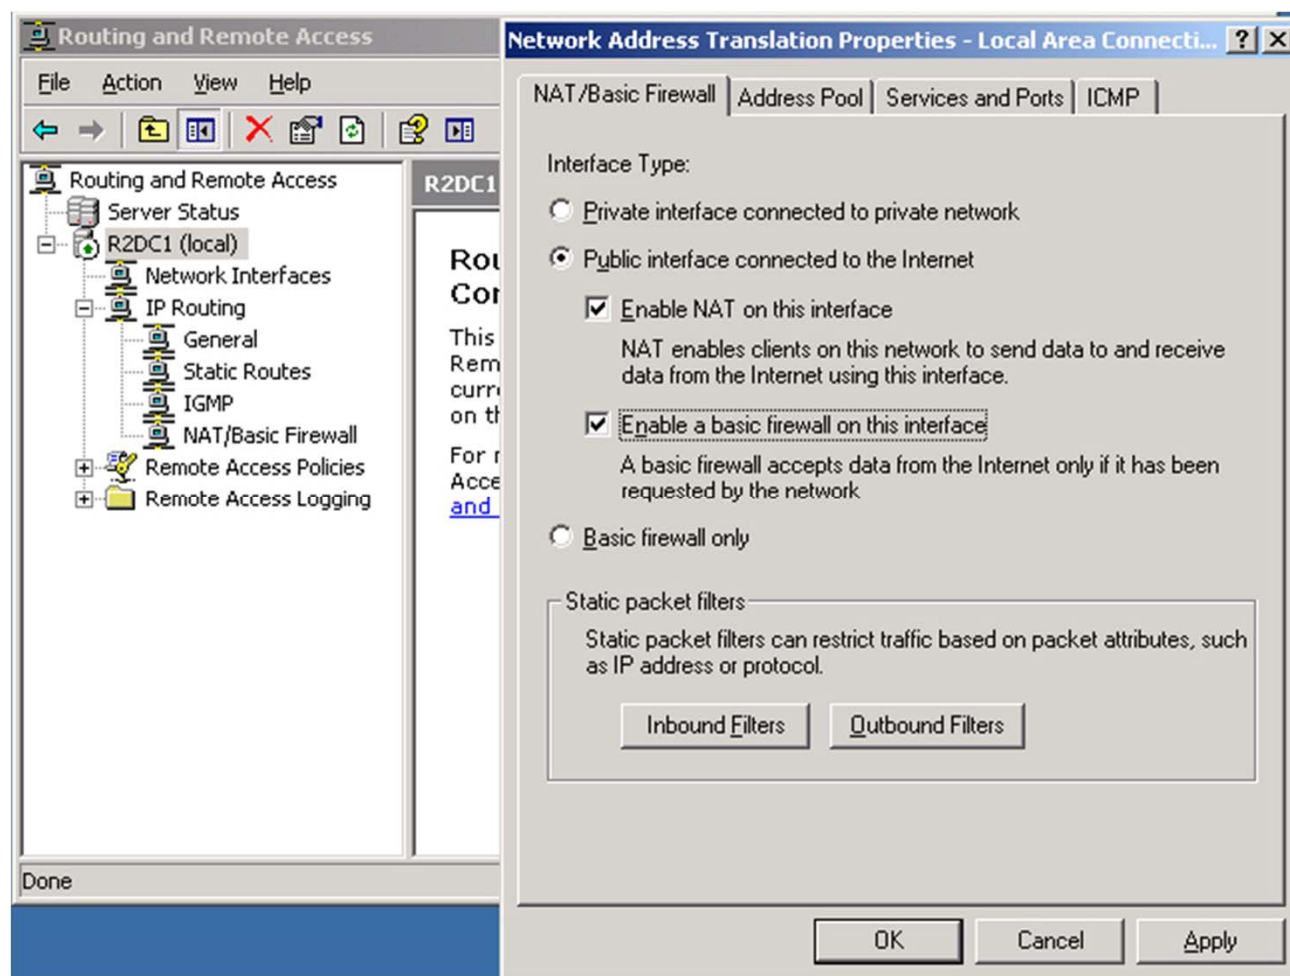 Routing and Remote Access
File Action View Help
Routing and Remote Access
Server Status
R2DC1 (local)
Network Interfaces
IP Routing
General
Static Routes
IGMP
NAT/Basic Firewall
Remote Access Policies
Remote Access Logging
R2DC1
Rou
Cor
This
Rem
curre
on th
For r
Acce
and
Done
Network Address Translation Properties - Local Area Connecti...
NAT/Basic Firewall Address Pool Services and Ports ICMP
Interface Type:
Private interface connected to private network
Public interface connected to the Internet
Enable NAT on this interface
NAT enables clients on this network to send data to and receive
data from the Internet using this interface.
Enable a basic firewall on this interface
A basic firewall accepts data from the Internet only if it has been
requested by the network
Basic firewall only
Static packet filters
Static packet filters can restrict traffic based on packet attributes, such
as IP address or protocol.
Inbound Filters Outbound Filters
OK Cancel Apply